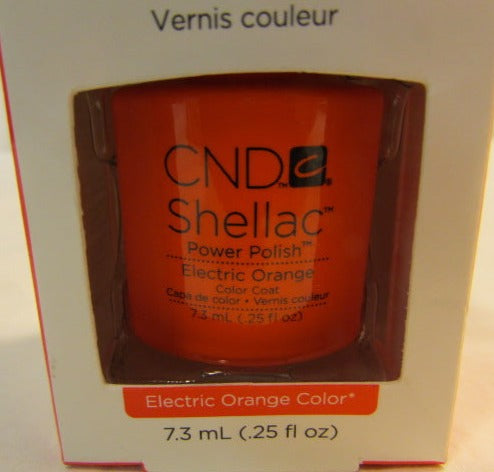 Vernis couleur
CND™ ®
Shellac™
Power Polish™
Electric Orange
Color Coat
Capa de color • Vernis couleur
7.3 mL (.25 fl oz)
Electric Orange Color*
7.3 mL (.25 fl oz)